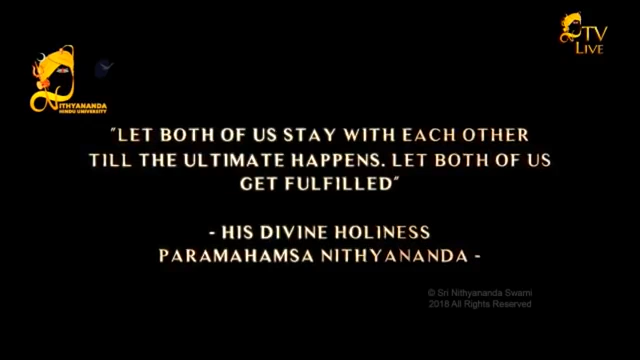 TV
LIVE
NITHYANANDA
HINDU UNIVERSITY
"LET BOTH OF US STAY WITH EACH OTHER
TILL THE ULTIMATE HAPPENS. LET BOTH OF US
GET FULFILLED"
- HIS DIVINE HOLINESS
PARAMAHAMSA NITHYANANDA -
© Sri Nithyananda Swami
2018 All Rights Reserved